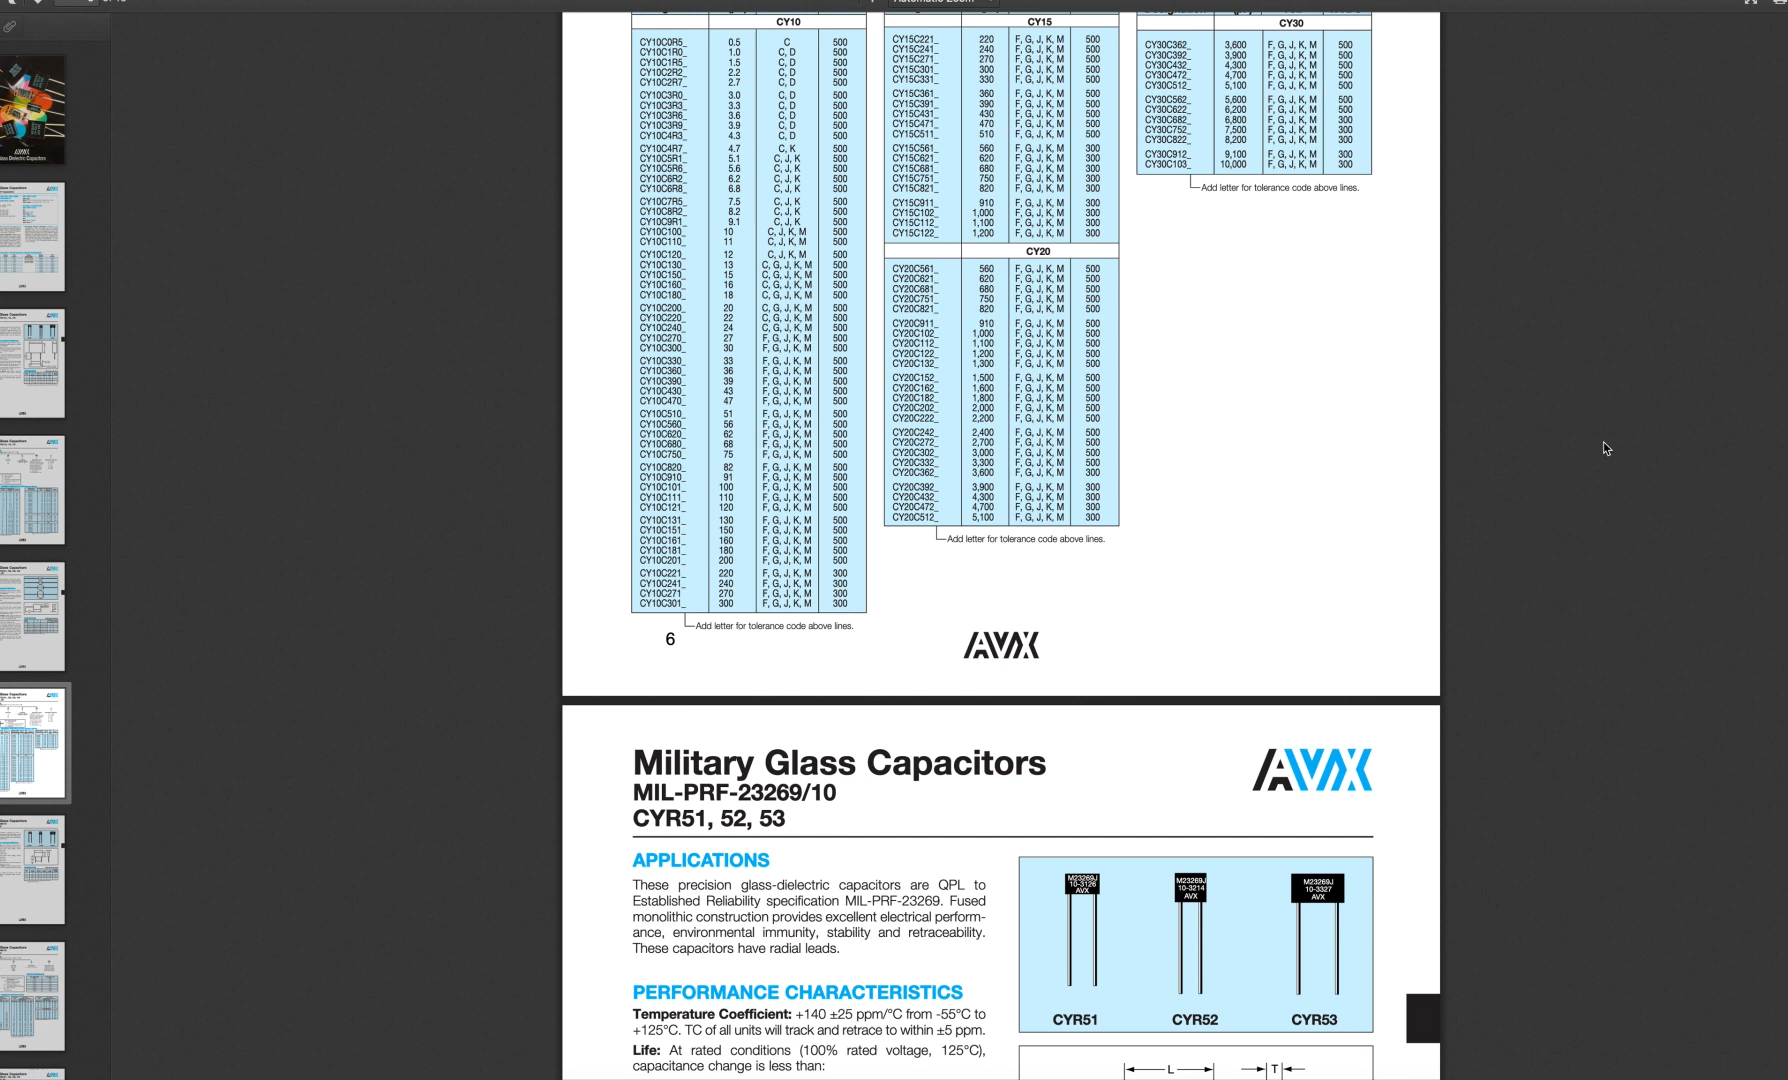 CY10
CY10C0R5_ 0.5 C 500
CY10C1R0_ 1.0 C, D 500
CY10C1R5_ 1.5 C, D 500
CY10C2R2_ 2.2 C, D 500
CY10C2R7_ 2.7 C, D 500
CY10C3R0_ 3.0 C, D 500
CY10C3R3_ 3.3 C, D 500
CY10C3R6_ 3.6 C, D 500
CY10C3R9_ 3.9 C, D 500
CY10C4R3_ 4.3 C, D 500
CY10C4R7_ 4.7 C, K 500
CY10C5R1_ 5.1 C, J, K 500
CY10C5R6_ 5.6 C, J, K 500
CY10C6R2_ 6.2 C, J, K 500
CY10C6R8_ 6.8 C, J, K 500
CY10C7R5_ 7.5 C, J, K 500
CY10C8R2_ 8.2 C, J, K 500
CY10C9R1_ 9.1 C, J, K 500
CY10C100_ 10 C, J, K, M 500
CY10C110_ 11 C, J, K, M 500
CY10C120_ 12 C, J, K, M 500
CY10C130_ 13 C, G, J, K, M 500
CY10C150_ 15 C, G, J, K, M 500
CY10C160_ 16 C, G, J, K, M 500
CY10C180_ 18 C, G, J, K, M 500
CY10C200_ 20 C, G, J, K, M 500
CY10C220_ 22 C, G, J, K, M 500
CY10C240_ 24 C, G, J, K, M 500
CY10C270_ 27 F, G, J, K, M 500
CY10C300_ 30 F, G, J, K, M 500
CY10C330_ 33 F, G, J, K, M 500
CY10C360_ 36 F, G, J, K, M 500
CY10C390_ 39 F, G, J, K, M 500
CY10C430_ 43 F, G, J, K, M 500
CY10C470_ 47 F, G, J, K, M 500
CY10C510_ 51 F, G, J, K, M 500
CY10C560_ 56 F, G, J, K, M 500
CY10C620_ 62 F, G, J, K, M 500
CY10C680_ 68 F, G, J, K, M 500
CY10C750_ 75 F, G, J, K, M 500
CY10C820_ 82 F, G, J, K, M 500
CY10C910_ 91 F, G, J, K, M 500
CY10C101_ 100 F, G, J, K, M 500
CY10C111_ 110 F, G, J, K, M 500
CY10C121_ 120 F, G, J, K, M 500
CY10C131_ 130 F, G, J, K, M 500
CY10C151_ 150 F, G, J, K, M 500
CY10C161_ 160 F, G, J, K, M 500
CY10C181_ 180 F, G, J, K, M 500
CY10C201_ 200 F, G, J, K, M 500
CY10C221_ 220 F, G, J, K, M 300
CY10C241_ 240 F, G, J, K, M 300
CY10C271 270 F, G, J, K, M 300
CY10C301_ 300 F, G, J, K, M 300
Add letter for tolerance code above lines.
CY15
CY15C221_ 220 F, G, J, K, M 500
CY15C241_ 240 F, G, J, K, M 500
CY15C271_ 270 F, G, J, K, M 500
CY15C301_ 300 F, G, J, K, M 500
CY15C331_ 330 F, G, J, K, M 500
CY15C361_ 360 F, G, J, K, M 500
CY15C391_ 390 F, G, J, K, M 500
CY15C431_ 430 F, G, J, K, M 500
CY15C471_ 470 F, G, J, K, M 500
CY15C511_ 510 F, G, J, K, M 500
CY15C561_ 560 F, G, J, K, M 300
CY15C621_ 620 F, G, J, K, M 300
CY15C681_ 680 F, G, J, K, M 300
CY15C751_ 750 F, G, J, K, M 300
CY15C821_ 820 F, G, J, K, M 300
CY15C911_ 910 F, G, J, K, M 300
CY15C102_ 1,000 F, G, J, K, M 300
CY15C112_ 1,100 F, G, J, K, M 300
CY15C122_ 1,200 F, G, J, K, M 300
CY20
CY20C561_ 560 F, G, J, K, M 500
CY20C621_ 620 F, G, J, K, M 500
CY20C681_ 680 F, G, J, K, M 500
CY20C751_ 750 F, G, J, K, M 500
CY20C821_ 820 F, G, J, K, M 500
CY20C911_ 910 F, G, J, K, M 500
CY20C102_ 1,000 F, G, J, K, M 500
CY20C112_ 1,100 F, G, J, K, M 500
CY20C122_ 1,200 F, G, J, K, M 500
CY20C132_ 1,300 F, G, J, K, M 500
CY20C152_ 1,500 F, G, J, K, M 500
CY20C162_ 1,600 F, G, J, K, M 500
CY20C182_ 1,800 F, G, J, K, M 500
CY20C202_ 2,000 F, G, J, K, M 500
CY20C222_ 2,200 F, G, J, K, M 500
CY20C242_ 2,400 F, G, J, K, M 500
CY20C272_ 2,700 F, G, J, K, M 500
CY20C302_ 3,000 F, G, J, K, M 500
CY20C332_ 3,300 F, G, J, K, M 500
CY20C362_ 3,600 F, G, J, K, M 300
CY20C392_ 3,900 F, G, J, K, M 300
CY20C432_ 4,300 F, G, J, K, M 300
CY20C472_ 4,700 F, G, J, K, M 300
CY20C512_ 5,100 F, G, J, K, M 300
Add letter for tolerance code above lines.
CY30
CY30C362_ 3,600 F, G, J, K, M 500
CY30C392_ 3,900 F, G, J, K, M 500
CY30C432_ 4,300 F, G, J, K, M 500
CY30C472_ 4,700 F, G, J, K, M 500
CY30C512_ 5,100 F, G, J, K, M 500
CY30C562_ 5,600 F, G, J, K, M 500
CY30C622_ 6,200 F, G, J, K, M 500
CY30C682_ 6,800 F, G, J, K, M 500
CY30C752_ 7,500 F, G, J, K, M 500
CY30C822_ 8,200 F, G, J, K, M 500
CY30C912_ 9,100 F, G, J, K, M 300
CY30C103_ 10,000 F, G, J, K, M 300
Add letter for tolerance code above lines.
6
AVX
Military Glass Capacitors
AVX
MIL-PRF-23269/10
CYR51, 52, 53
APPLICATIONS
These precision glass-dielectric capacitors are QPL to
Established Reliability specification MIL-PRF-23269. Fused
monolithic construction provides excellent electrical perform-
ance, environmental immunity, stability and retraceability.
These capacitors have radial leads.
PERFORMANCE CHARACTERISTICS
Temperature Coefficient: +140 ±25 ppm/°C from -55°C to
+125°C. TC of all units will track and retrace to within ±5 ppm.
Life: At rated conditions (100% rated voltage, 125°C),
capacitance change is less than:
M23269J
10-3126
AVX
M23269J
10-3214
AVX
M23269J
10-3327
AVX
CYR51 CYR52 CYR53
L T